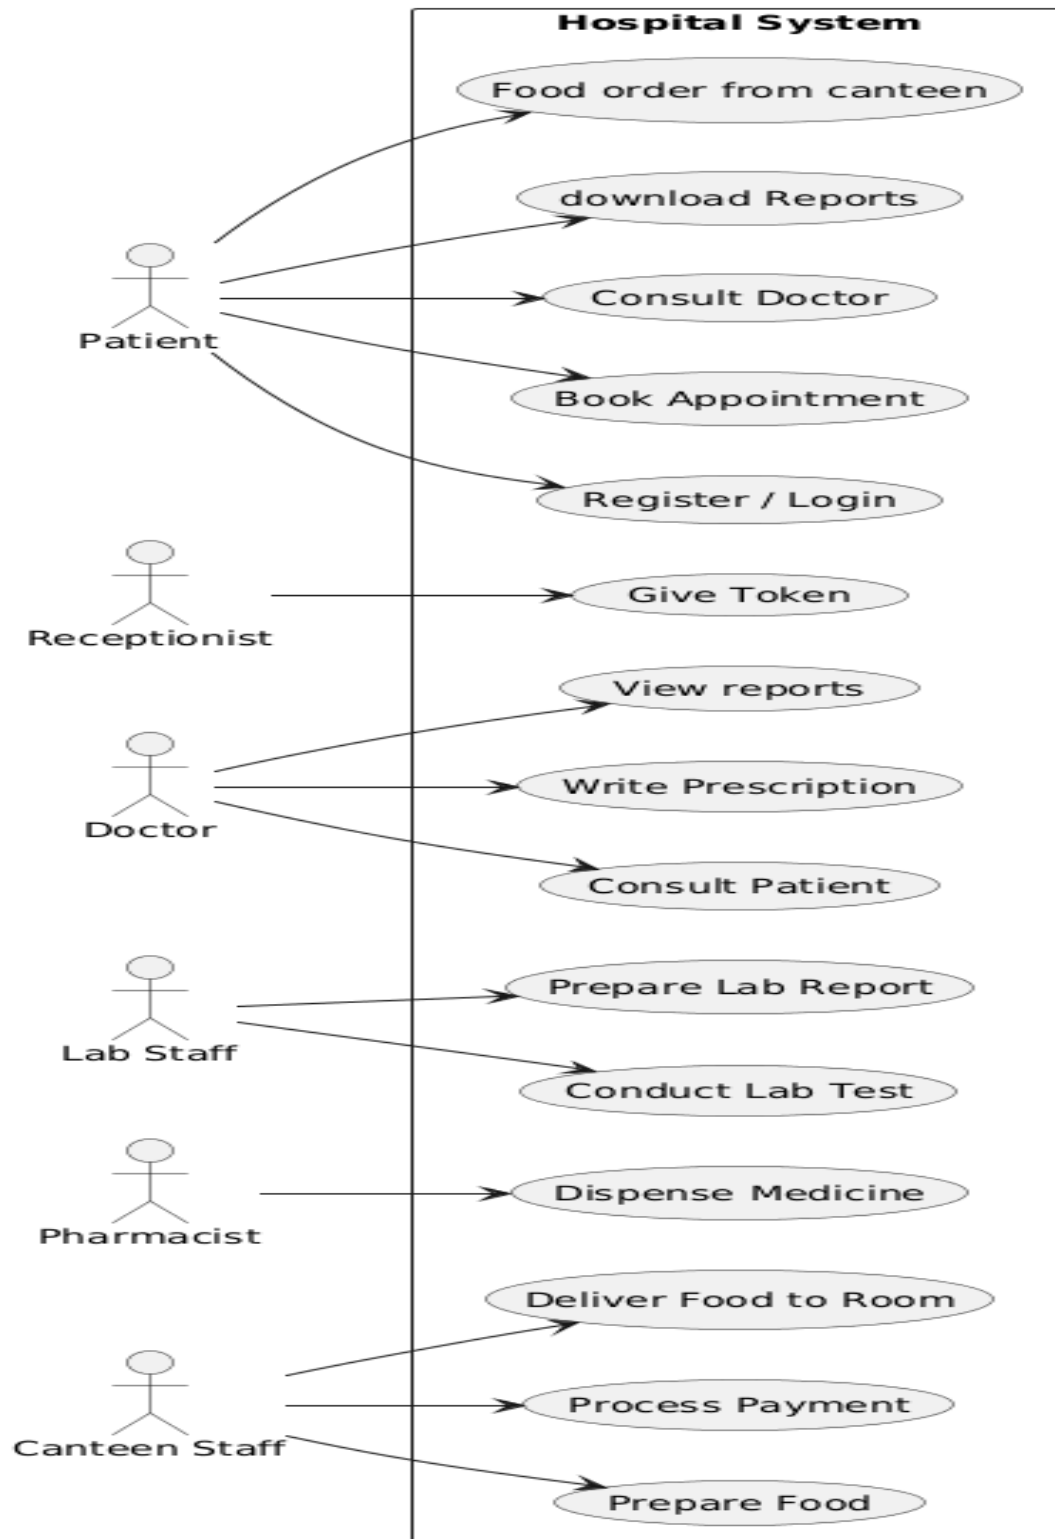 Hospital System
Food order from canteen
download Reports
Consult Doctor
Patient
Book Appointment
Register / Login
Give Token
Receptionist
View reports
Write Prescription
Doctor
Consult Patient
Prepare Lab Report
Lab Staff
Conduct Lab Test
Dispense Medicine
Pharmacist
Deliver Food to Room
Process Payment
Canteen Staff
Prepare Food